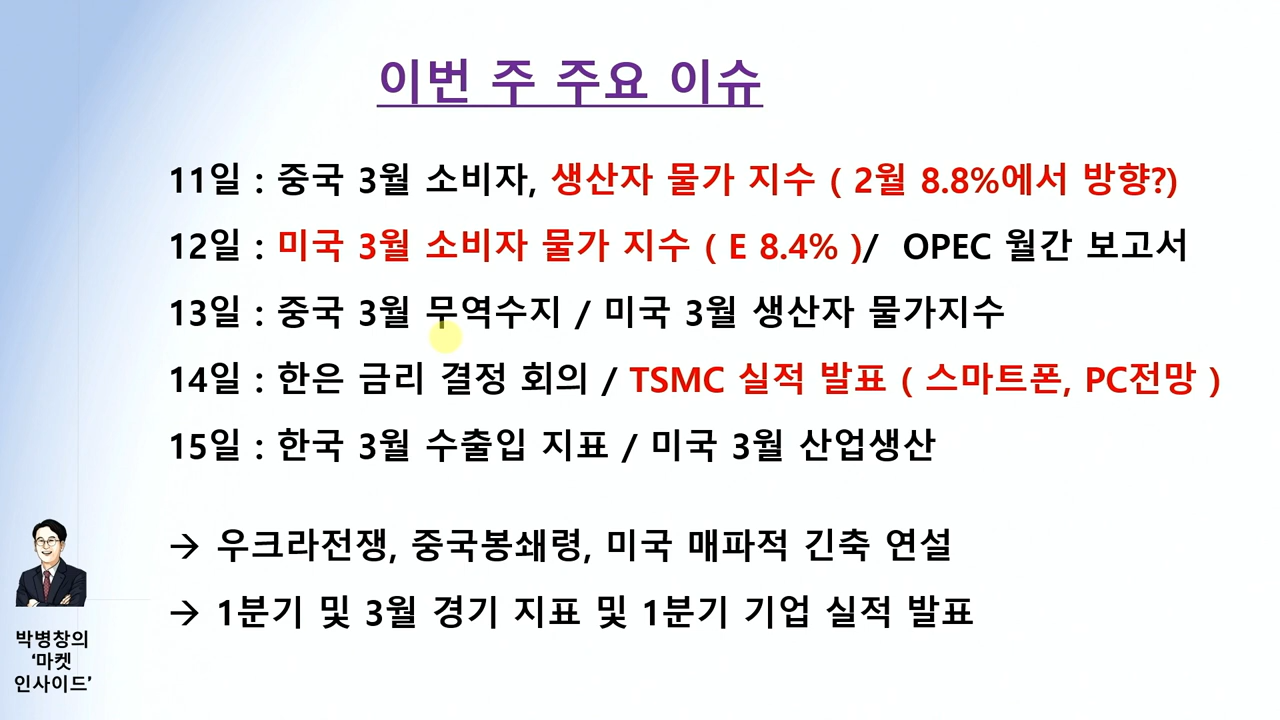 이번 주 주요 이슈
11일 : 중국 3월 소비자, 생산자 물가 지수 ( 2월 8.8%에서 방향?)
12일 : 미국 3월 소비자 물가 지수 ( E 8.4% )/ OPEC 월간 보고서
13일 : 중국 3월 무역수지 / 미국 3월 생산자 물가지수
14일 : 한은 금리 결정 회의 / TSMC 실적 발표 ( 스마트폰, PC전망 )
15일 : 한국 3월 수출입 지표 / 미국 3월 산업생산
→ 우크라전쟁, 중국봉쇄령, 미국 매파적 긴축 연설
→ 1분기 및 3월 경기 지표 및 1분기 기업 실적 발표
박병창의
‘마켓
인사이드’